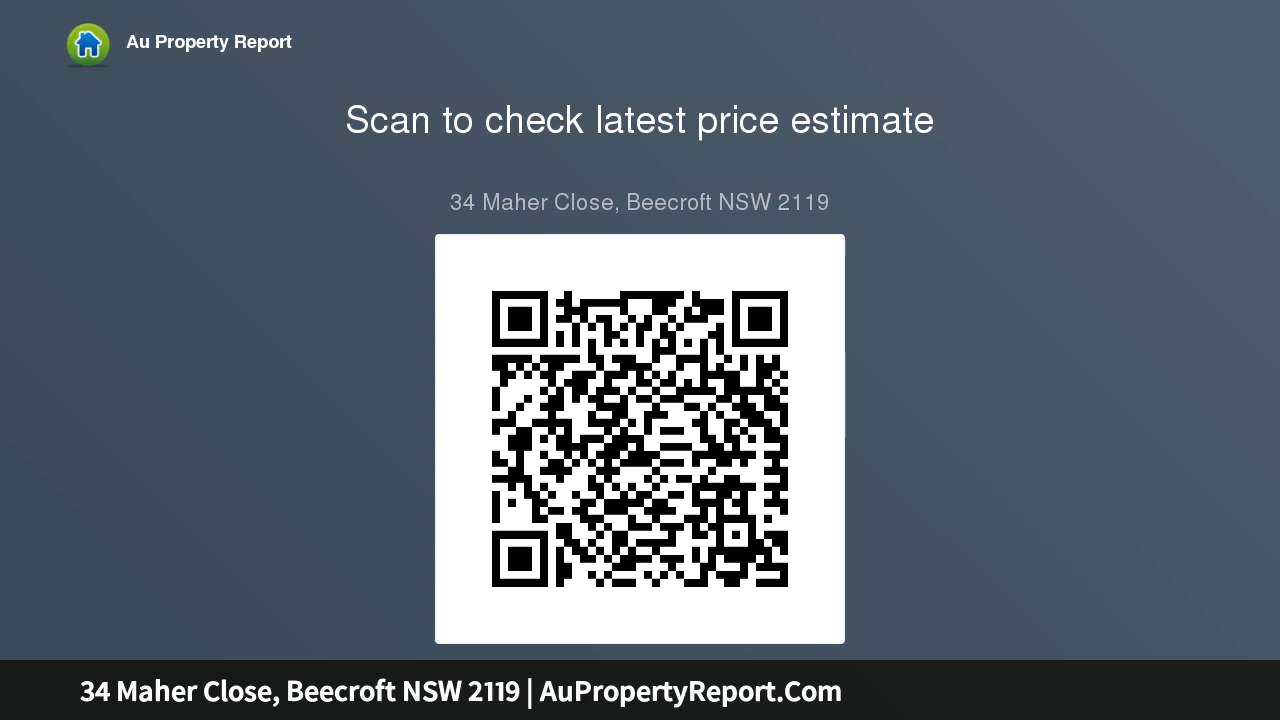 Au Property Report
Scan to check latest price estimate
34 Maher Close, Beecroft NSW 2119
34 Maher Close, Beecroft NSW 2119 | AuPropertyReport.Com